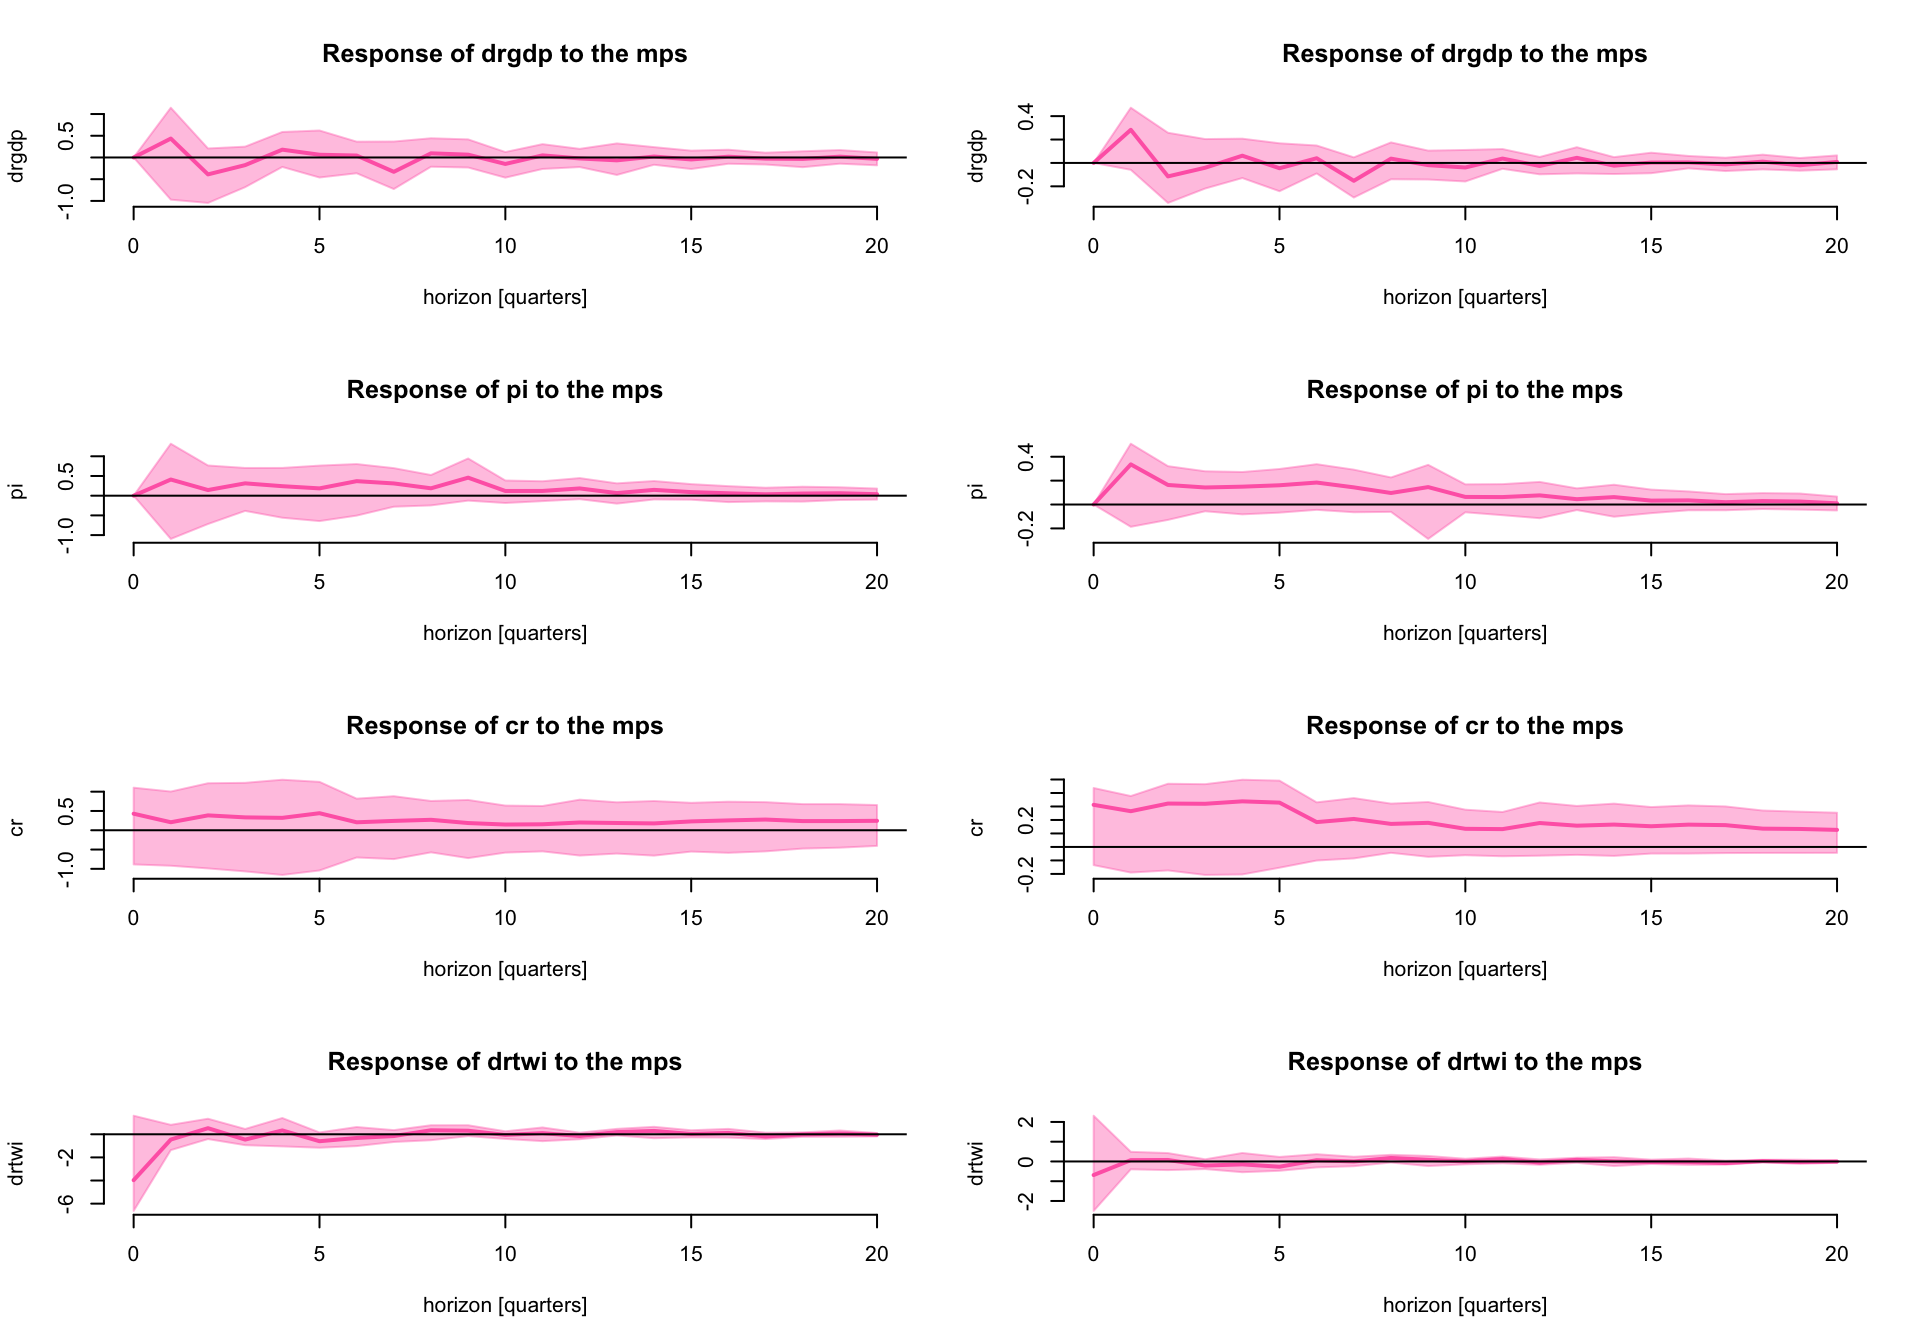 Response of drgdp to the mps
drgdp
0.5
-1.0
0 5 10 15 20
horizon [quarters]
Response of drgdp to the mps
drgdp
0.4
-0.2
0 5 10 15 20
horizon [quarters]
Response of pi to the mps
pi
0.5
-1.0
0 5 10 15 20
horizon [quarters]
Response of pi to the mps
pi
0.4
-0.2
0 5 10 15 20
horizon [quarters]
Response of cr to the mps
cr
0.5
-1.0
0 5 10 15 20
horizon [quarters]
Response of cr to the mps
cr
0.2
-0.2
0 5 10 15 20
horizon [quarters]
Response of drtwi to the mps
drtwi
-2
-6
0 5 10 15 20
horizon [quarters]
Response of drtwi to the mps
drtwi
2
0
-2
0 5 10 15 20
horizon [quarters]